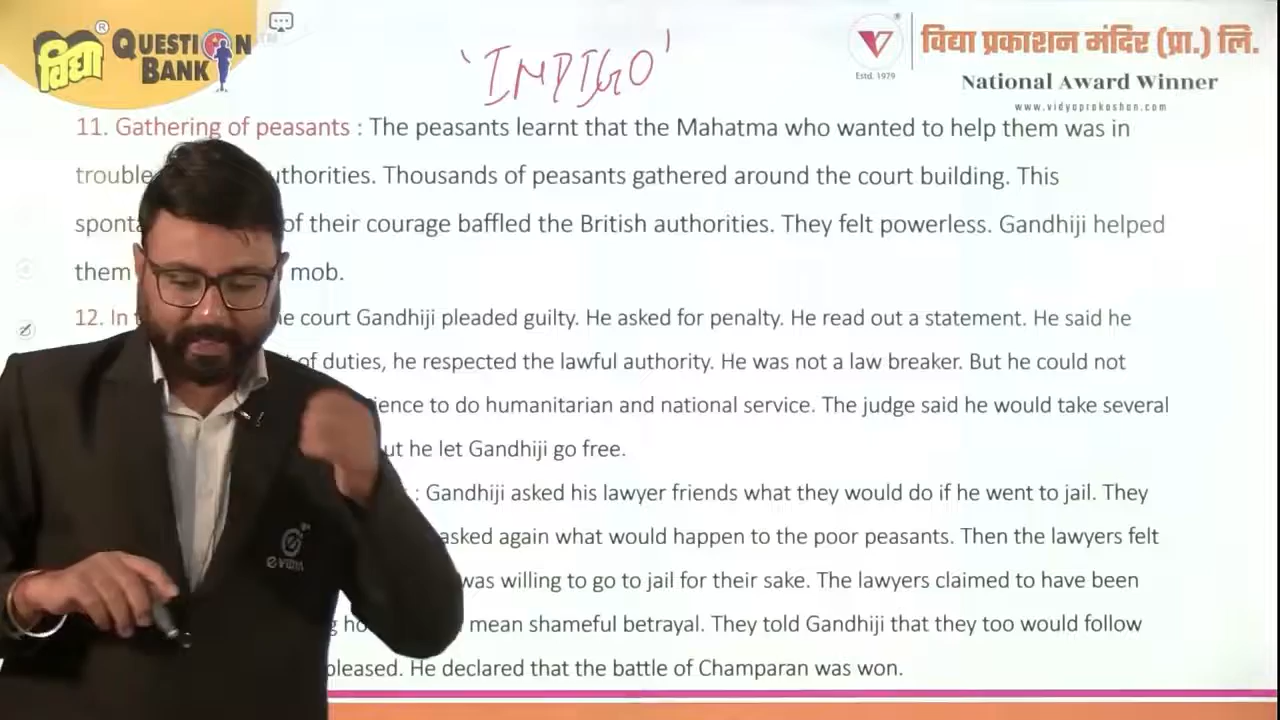 विद्या QUESTION BANK ® TM
'INDIGO'
Estd. 1979
विद्या प्रकाशन मंदिर (प्रा.) लि.
National Award Winner
www.vidyaprakashan.com
11. Gathering of peasants : The peasants learnt that the Mahatma who wanted to help them was in
trouble uthorities. Thousands of peasants gathered around the court building. This
sponta of their courage baffled the British authorities. They felt powerless. Gandhiji helped
them mob.
12. In t e court Gandhiji pleaded guilty. He asked for penalty. He read out a statement. He said he
of duties, he respected the lawful authority. He was not a law breaker. But he could not
ience to do humanitarian and national service. The judge said he would take several
ut he let Gandhiji go free.
: Gandhiji asked his lawyer friends what they would do if he went to jail. They
asked again what would happen to the poor peasants. Then the lawyers felt
was willing to go to jail for their sake. The lawyers claimed to have been
g ho mean shameful betrayal. They told Gandhiji that they too would follow
pleased. He declared that the battle of Champaran was won.
e VIDYA